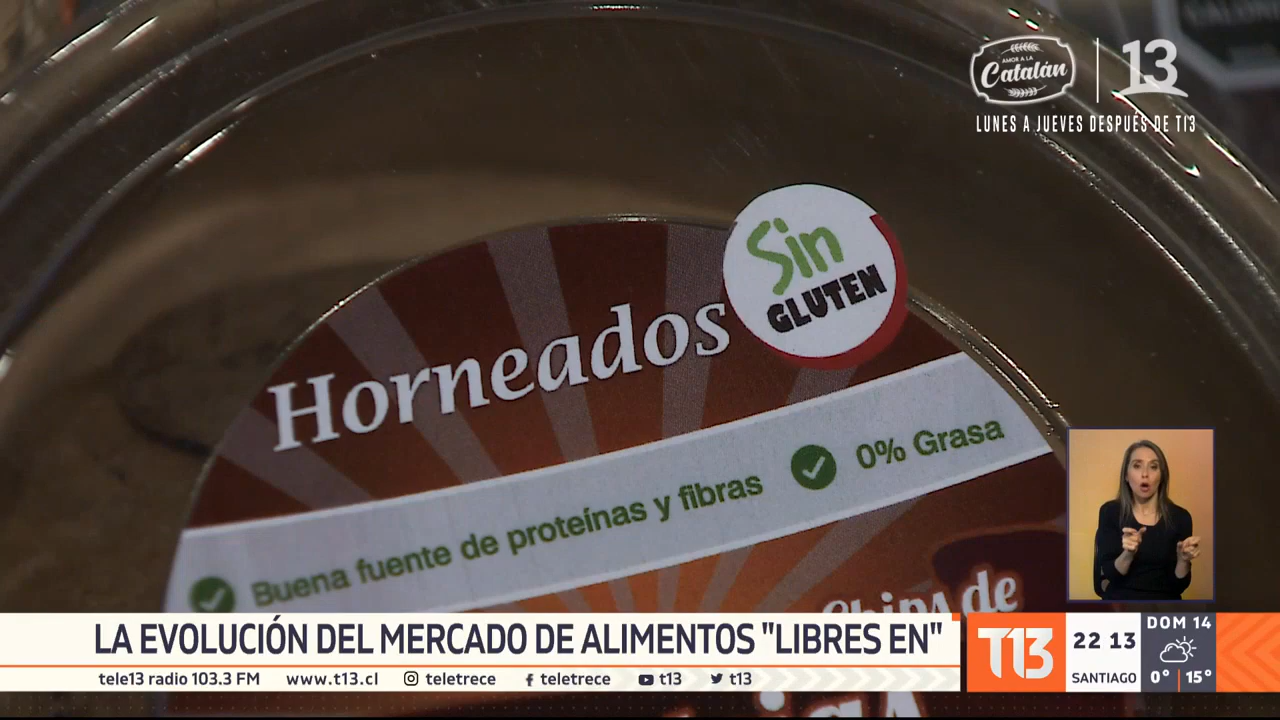 AMOR A LA
Catalán
13
LUNES A JUEVES DESPUÉS DE T13
Sin
GLUTEN
Horneados
Buena fuente de proteínas y fibras
0% Grasa
Chips de
LA EVOLUCIÓN DEL MERCADO DE ALIMENTOS "LIBRES EN"
T13
22 13
SANTIAGO
DOM 14
0° 15°
tele13 radio 103.3 FM www.t13.cl teletrece teletrece t13 t13